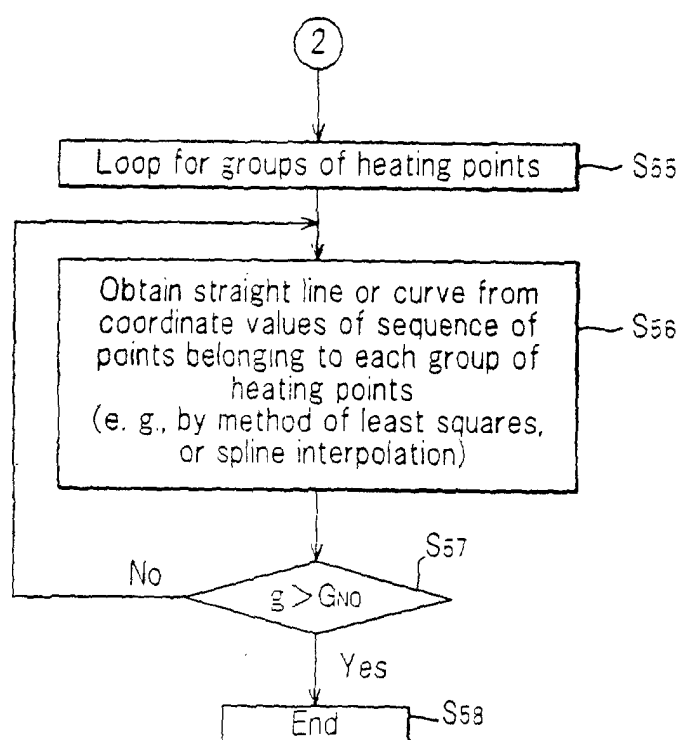 2
Loop for groups of heating points
S55
Obtain straight line or curve from
coordinate values of sequence of
points belonging to each group of
heating points
(e. g., by method of least squares,
or spline interpolation)
S56
S57
No
g > GNO
Yes
End
S58